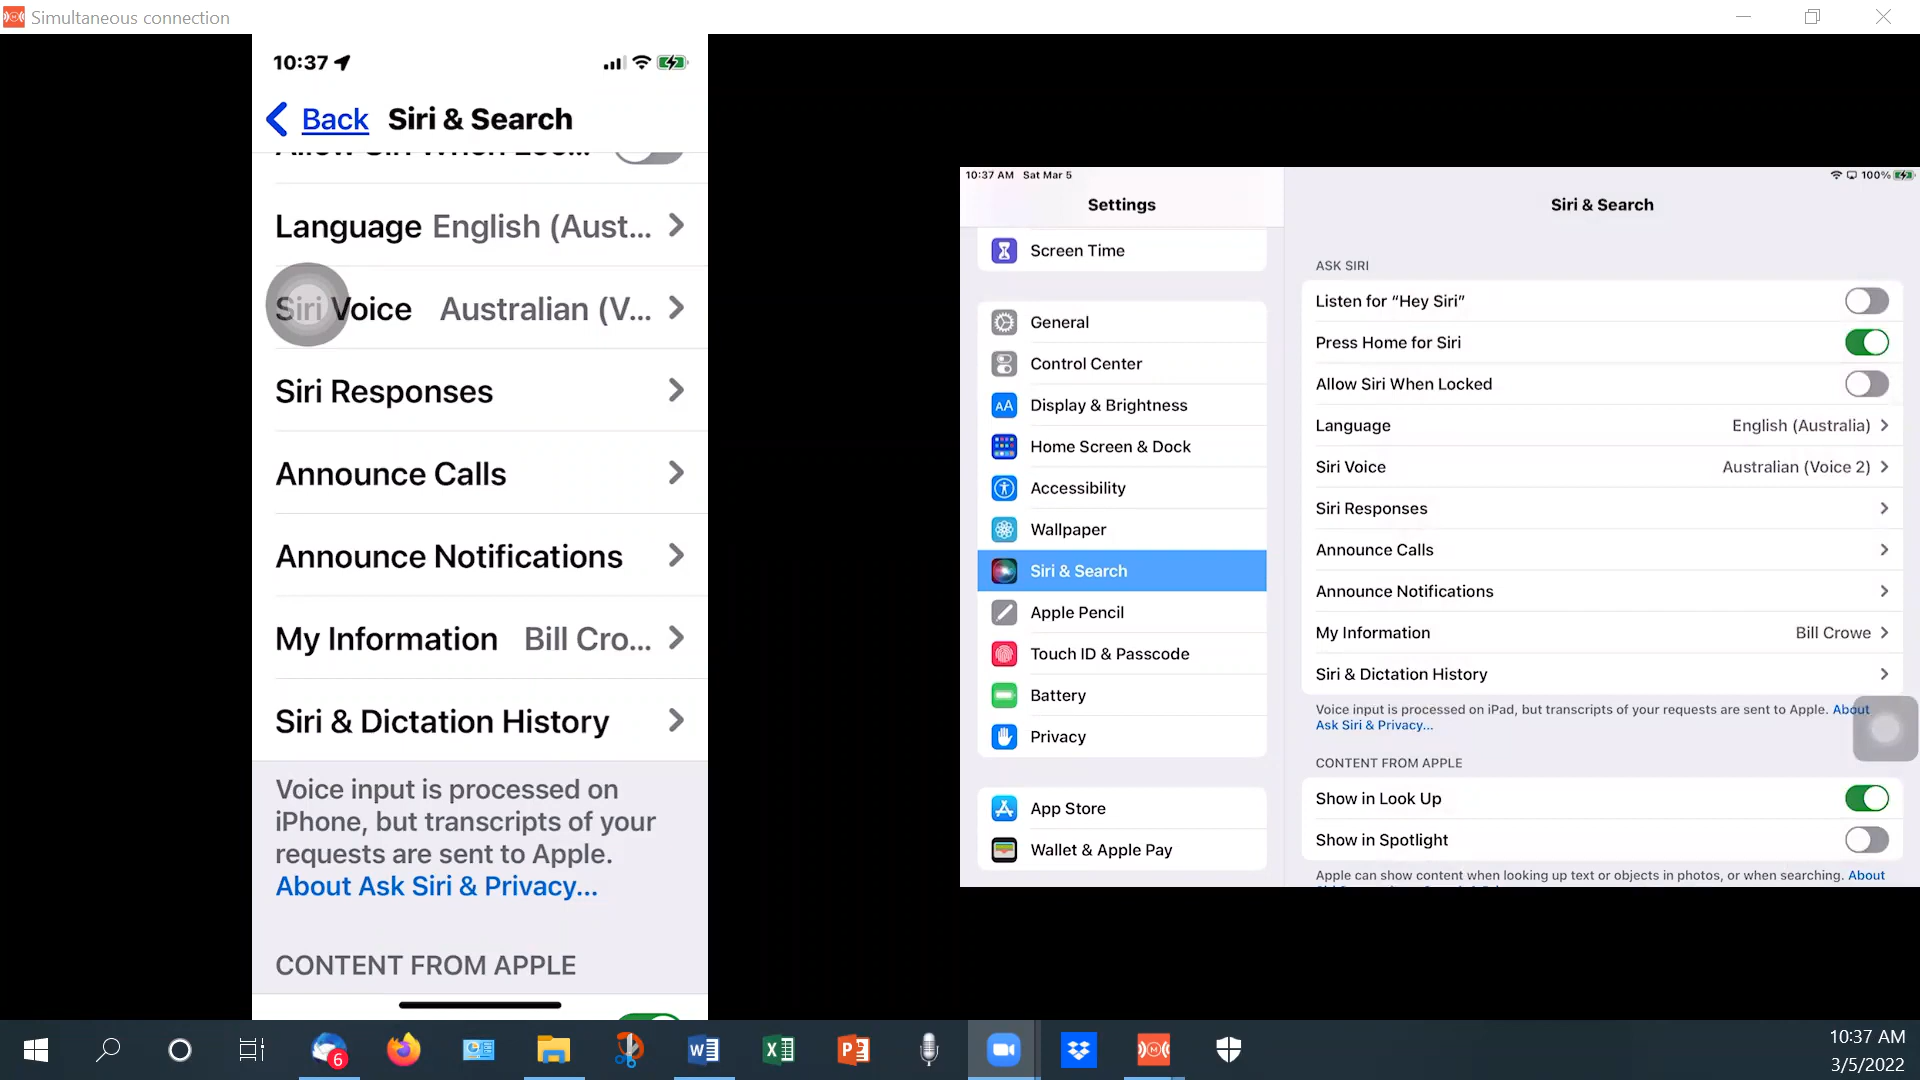 Simultaneous connection
10:37
Back Siri & Search
Language English (Aust...
Siri Voice Australian (V...
Siri Responses
Announce Calls
Announce Notifications
My Information Bill Cro...
Siri & Dictation History
Voice input is processed on
iPhone, but transcripts of your
requests are sent to Apple.
About Ask Siri & Privacy...
CONTENT FROM APPLE
10:37 AM Sat Mar 5
100%
Settings
Screen Time
General
Control Center
AA Display & Brightness
Home Screen & Dock
Accessibility
Wallpaper
Siri & Search
Apple Pencil
Touch ID & Passcode
Battery
Privacy
App Store
Wallet & Apple Pay
Siri & Search
ASK SIRI
Listen for “Hey Siri”
Press Home for Siri
Allow Siri When Locked
Language English (Australia)
Siri Voice Australian (Voice 2)
Siri Responses
Announce Calls
Announce Notifications
My Information Bill Crowe
Siri & Dictation History
Voice input is processed on iPad, but transcripts of your requests are sent to Apple. About
Ask Siri & Privacy...
CONTENT FROM APPLE
Show in Look Up
Show in Spotlight
Apple can show content when looking up text or objects in photos, or when searching. About
6
W
X
P
M
10:37 AM
3/5/2022